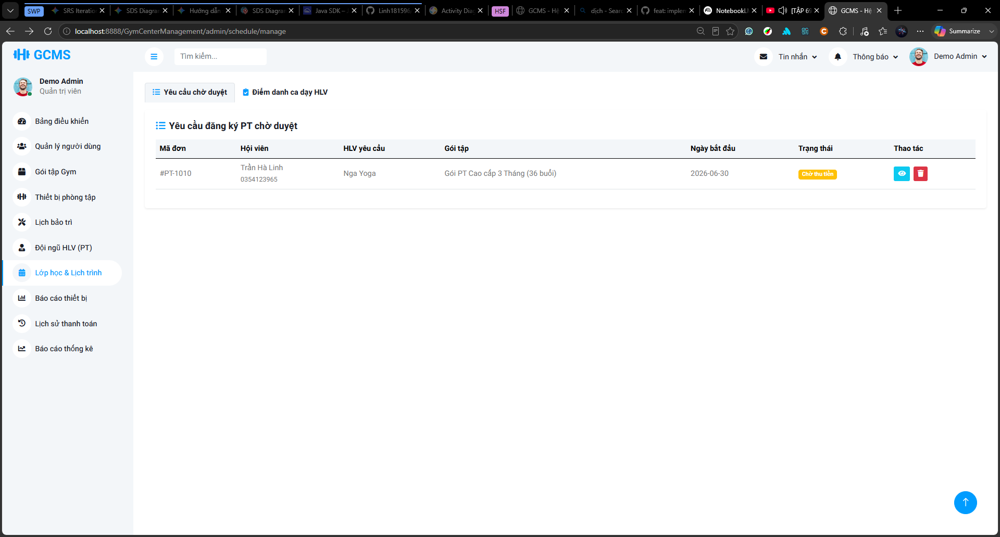 SWP
SRS Iteratio
SDS Diagran
Hướng dẫn
SDS Diagran
Java SDK –
Linh181596
Activity Dia
HSF
GCMS - Hệ
dịch - Sear
feat: implem
NotebookL
[TẬP 69
GCMS - Hệ
localhost:8888/GymCenterManagement/admin/schedule/manage
Summarize
GCMS
Tìm kiếm...
Tin nhắn
Thông báo
Demo Admin
Demo Admin
Quản trị viên
Bảng điều khiển
Quản lý người dùng
Gói tập Gym
Thiết bị phòng tập
Lịch bảo trì
Đội ngũ HLV (PT)
Lớp học & Lịch trình
Báo cáo thiết bị
Lịch sử thanh toán
Báo cáo thống kê
Yêu cầu chờ duyệt
Điểm danh ca dạy HLV
Yêu cầu đăng ký PT chờ duyệt
Mã đơn Hội viên HLV yêu cầu Gói tập Ngày bắt đầu Trạng thái Thao tác
#PT-1010 Trần Hà Linh Nga Yoga Gói PT Cao cấp 3 Tháng (36 buổi) 2026-06-30 Chờ thu tiền
0354123965